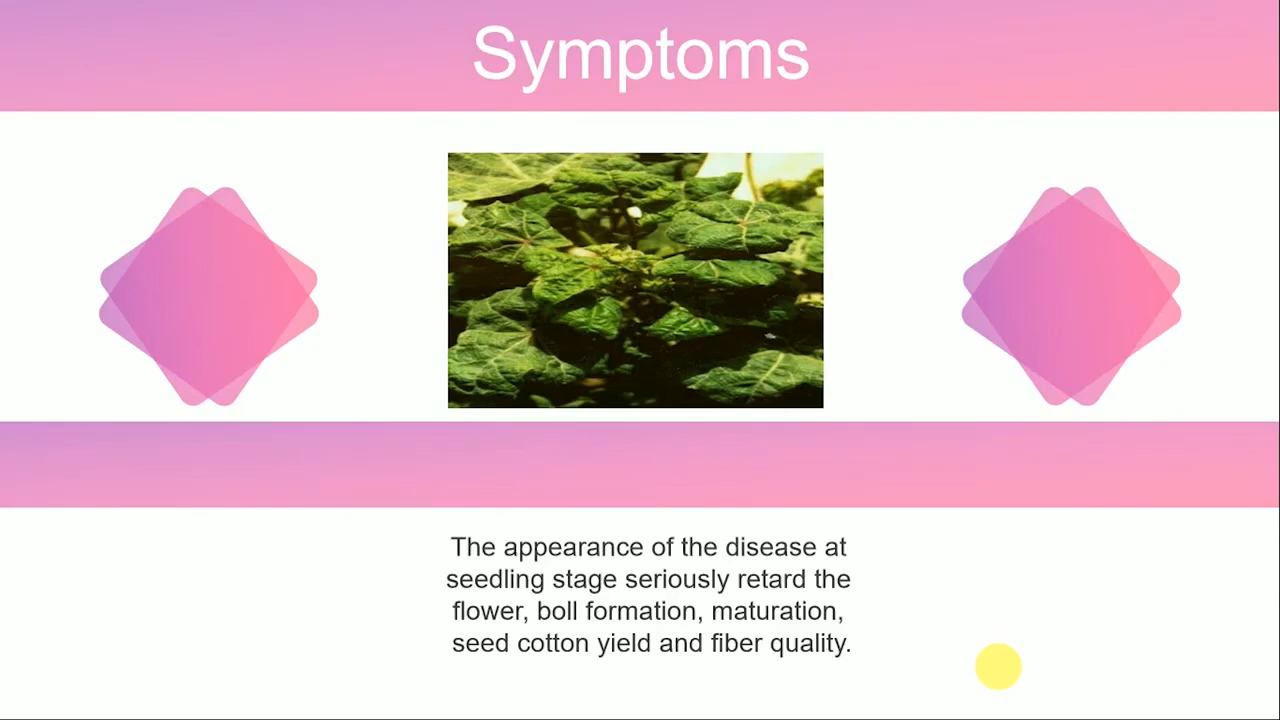 Symptoms
The appearance of the disease at
seedling stage seriously retard the
flower, boll formation, maturation,
seed cotton yield and fiber quality.